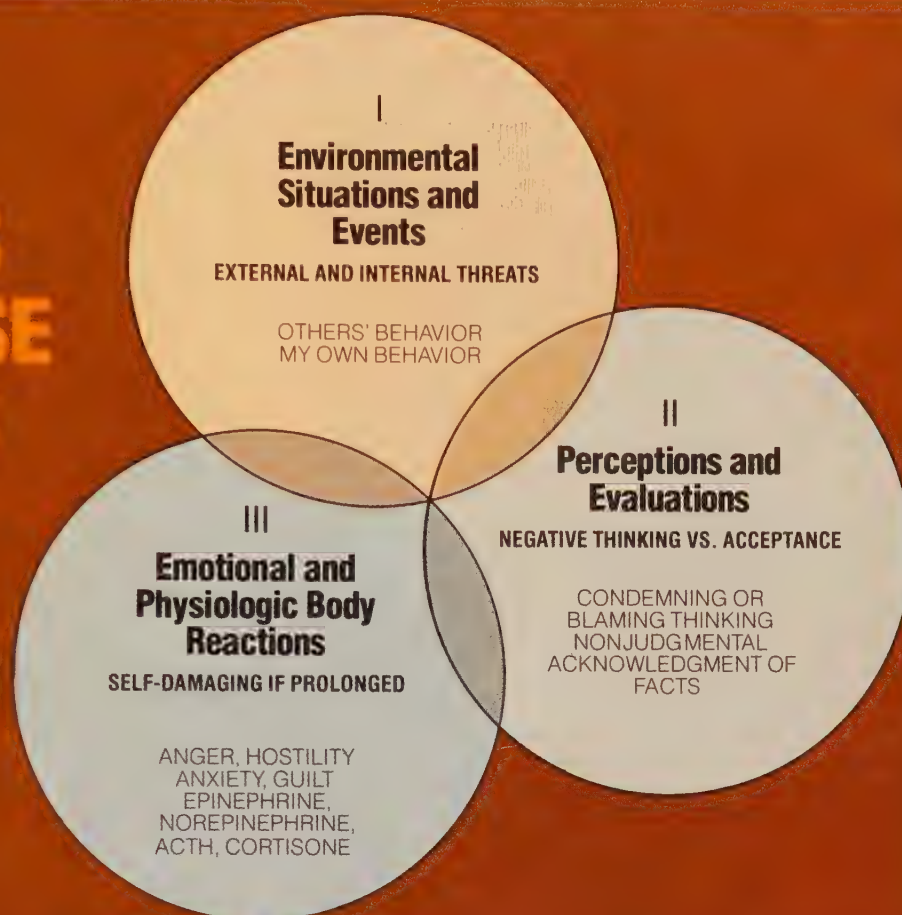 I
Environmental
Situations and
Events
EXTERNAL AND INTERNAL THREATS
OTHERS' BEHAVIOR
MY OWN BEHAVIOR
II
Perceptions and
Evaluations
NEGATIVE THINKING VS. ACCEPTANCE
CONDEMNING OR
BLAMING THINKING
NONJUDGMENTAL
ACKNOWLEDGMENT OF
FACTS
III
Emotional and
Physiologic Body
Reactions
SELF-DAMAGING IF PROLONGED
ANGER, HOSTILITY
ANXIETY, GUILT
EPINEPHRINE,
NOREPINEPHRINE,
ACTH, CORTISONE